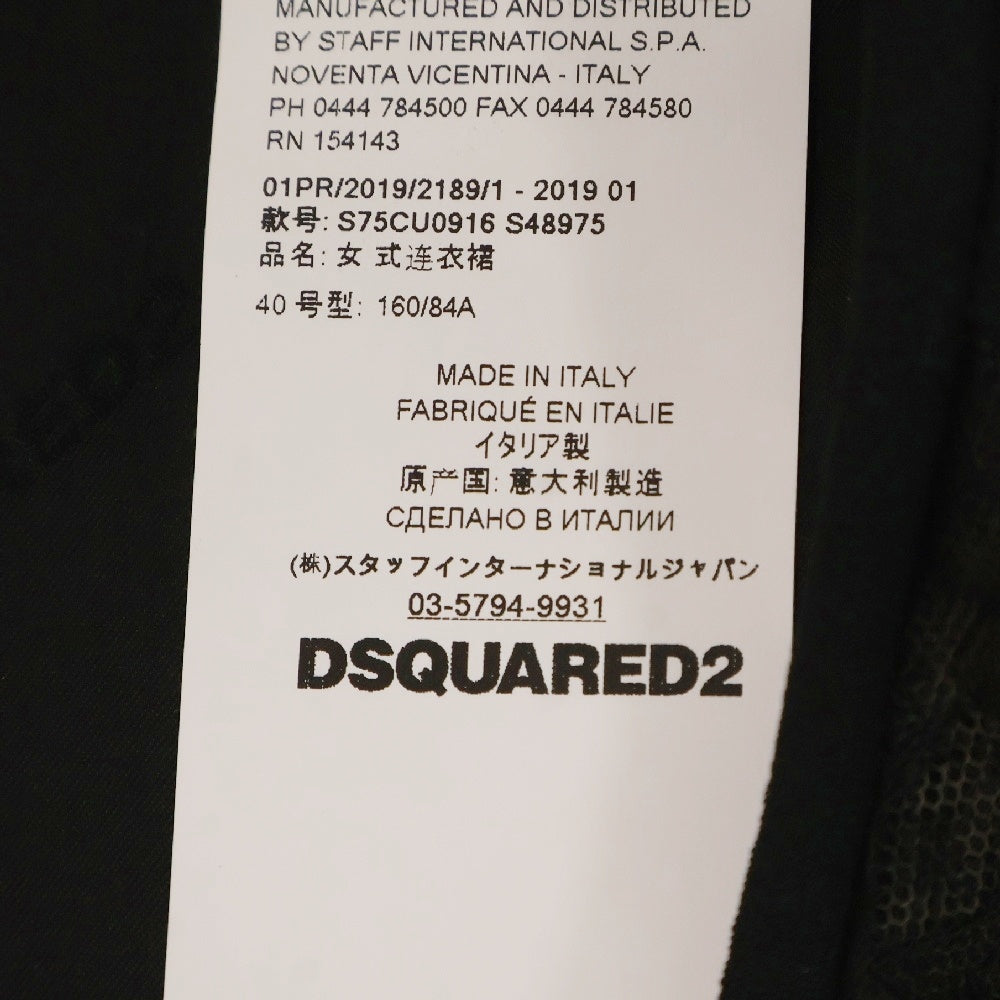 MANUFACTURED AND DISTRIBUTED
BY STAFF INTERNATIONAL S.P.A.
NOVENTA VICENTINA - ITALY
PH 0444 784500 FAX 0444 784580
RN 154143
01PR/2019/2189/1 - 2019 01
款号: S75CU0916 S48975
品名: 女 式连衣裙
40 号型: 160/84A
MADE IN ITALY
FABRIQUÉ EN ITALIE
イタリア製
原产国: 意大利製造
СДЕЛАНО В ИТАЛИИ
(株)スタッフインターナショナルジャパン
03-5794-9931
DSQUARED2